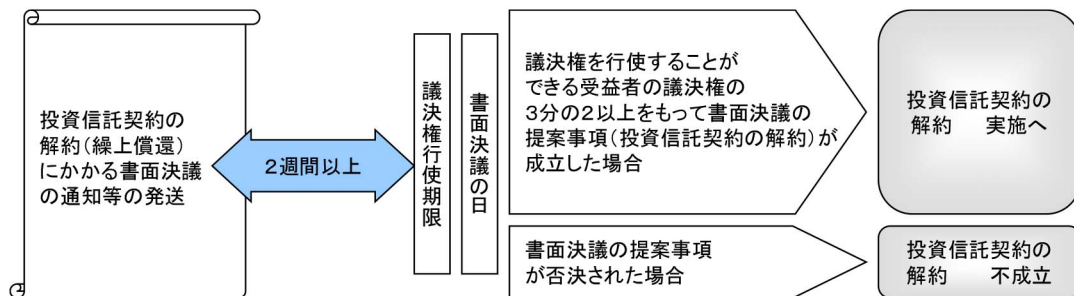 投資信託契約の
解約(繰上償還)
にかかる書面決議
の通知等の発送
2週間以上
議決権行使期限
書面決議の日
議決権を行使することが
できる受益者の議決権の
3分の2以上をもって書面決議の
提案事項(投資信託契約の解約)が
成立した場合
投資信託契約の
解約　実施へ
書面決議の提案事項
が否決された場合
投資信託契約の
解約　不成立